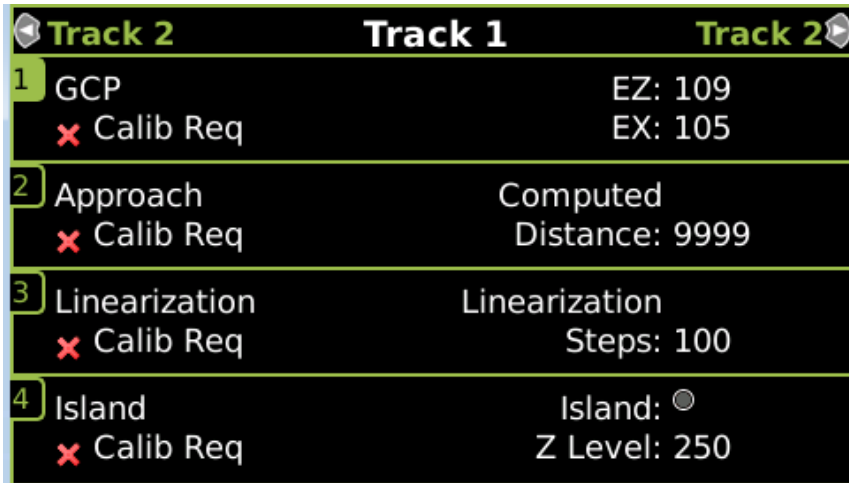 Track 2 Track 1 Track 2
1 GCP EZ: 109
Calib Req EX: 105
2 Approach Computed
Calib Req Distance: 9999
3 Linearization Linearization
Calib Req Steps: 100
4 Island Island:
Calib Req Z Level: 250